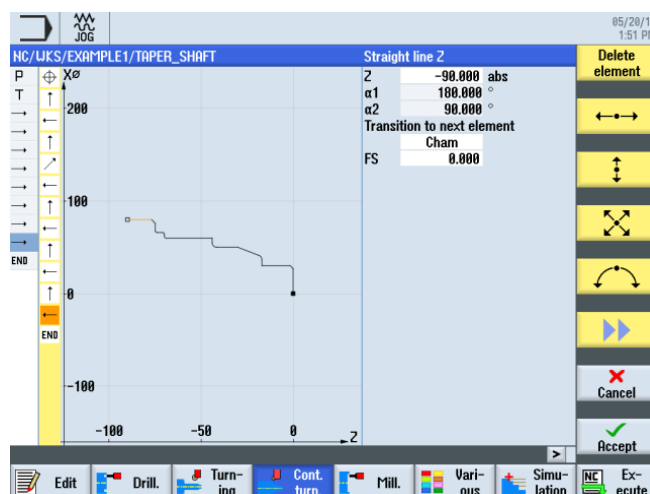 05/20/1
1:51 P
JOG
NC/WKS/EXAMPLE1/TAPER_SHAFT
Straight line Z
Delete
element
P
T
END
END
XØ
200
100
0
-100
-100
-50
0
Z
Z -90.000 abs
α1 180.000 °
α2 90.000 °
Transition to next element
Cham
FS 0.000
Cancel
Accept
>
Edit
Drill.
Turn-
ing
Cont.
turn
Mill.
Vari-
ous
Simu-
lation
NC
Ex-
ecute